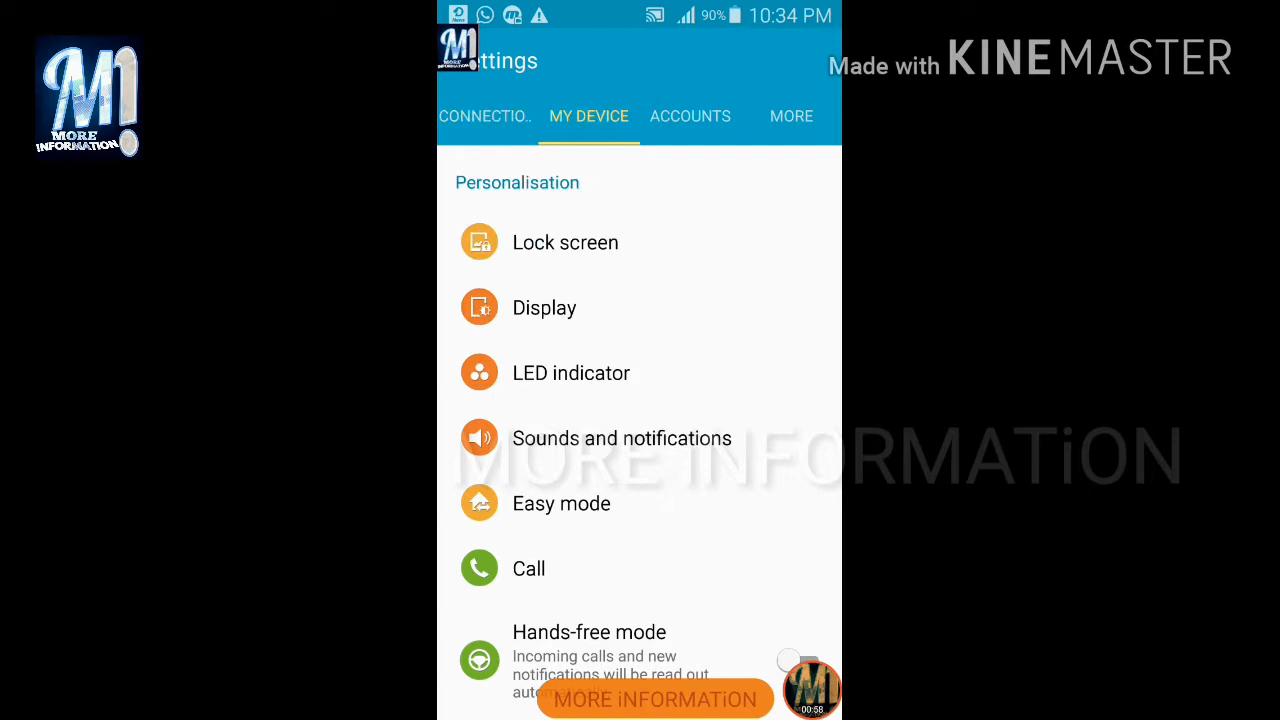 90% 10:34 PM
M!
MORE
INFORMATION
ettings
Made with KINEMASTER
CONNECTIO.. MY DEVICE ACCOUNTS MORE
Personalisation
Lock screen
Display
LED indicator
Sounds and notifications
MORE iNFORMATiON
Easy mode
Call
Hands-free mode
Incoming calls and new
notifications will be read out
MORE iNFORMATiON
00:58